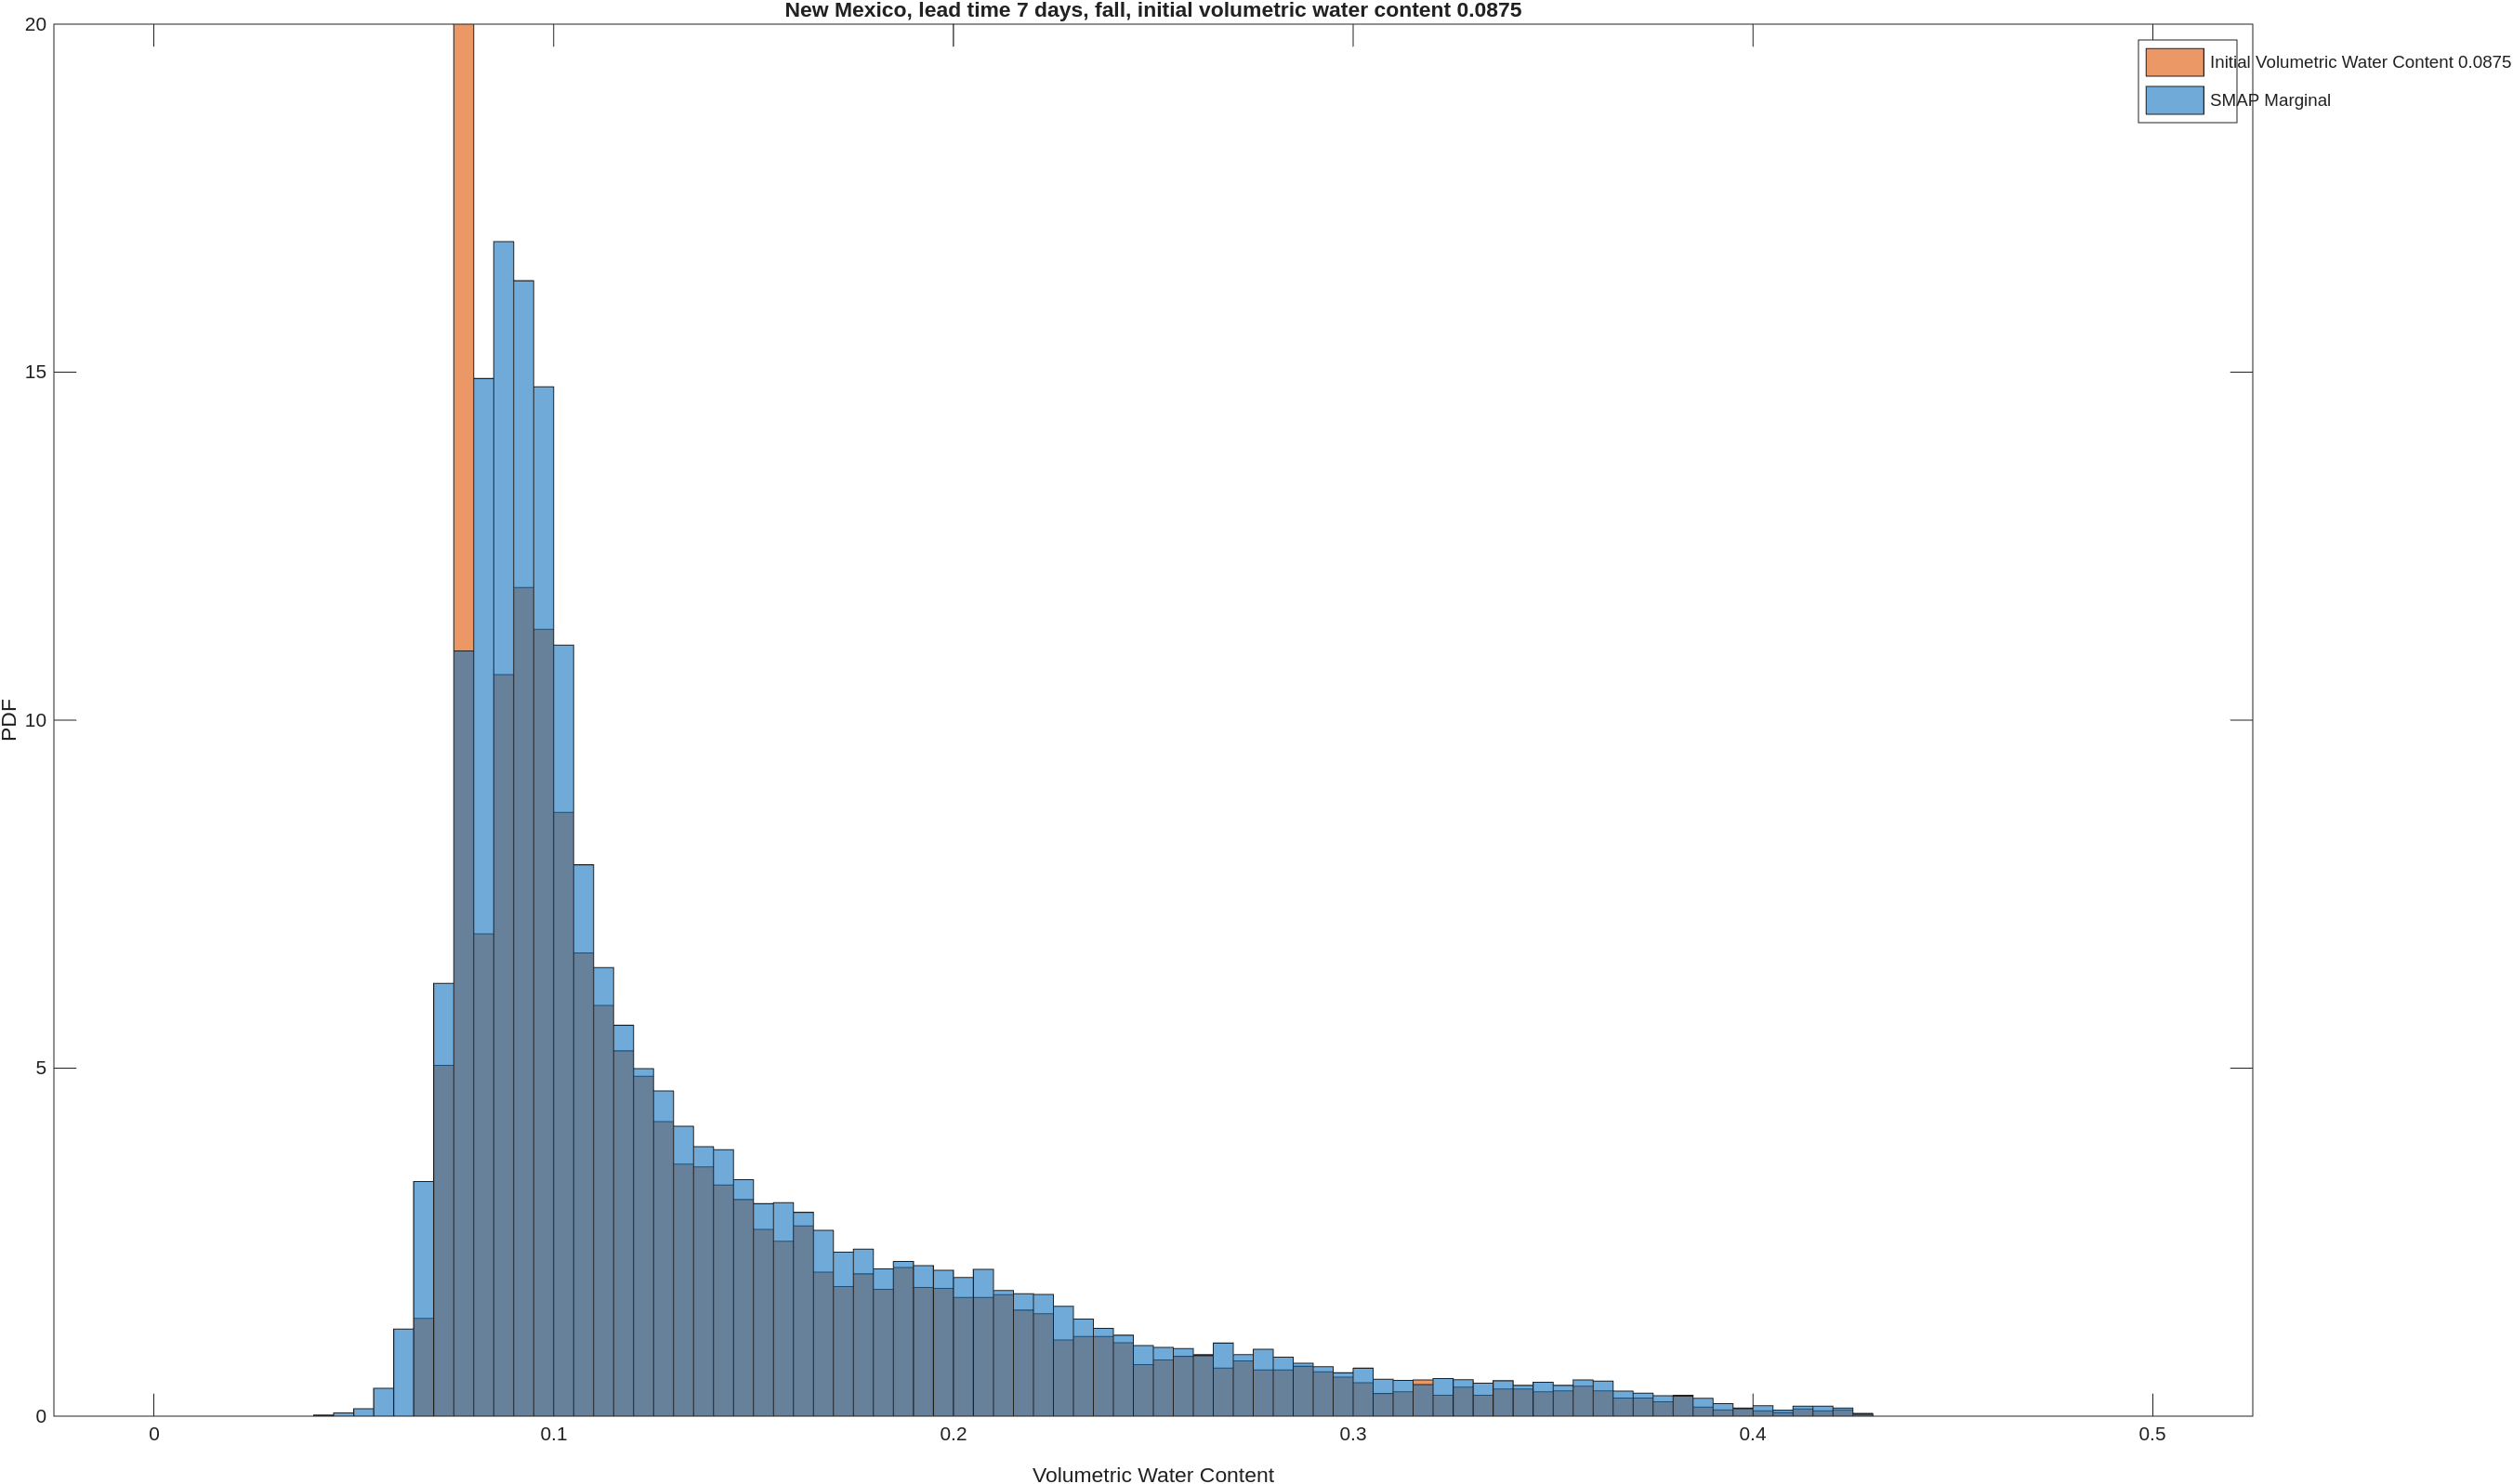 New Mexico, lead time 7 days, fall, initial volumetric water content 0.0875
Initial Volumetric Water Content 0.0875
SMAP Marginal
20
15
10
5
0
PDF
0 0.1 0.2 0.3 0.4 0.5
Volumetric Water Content